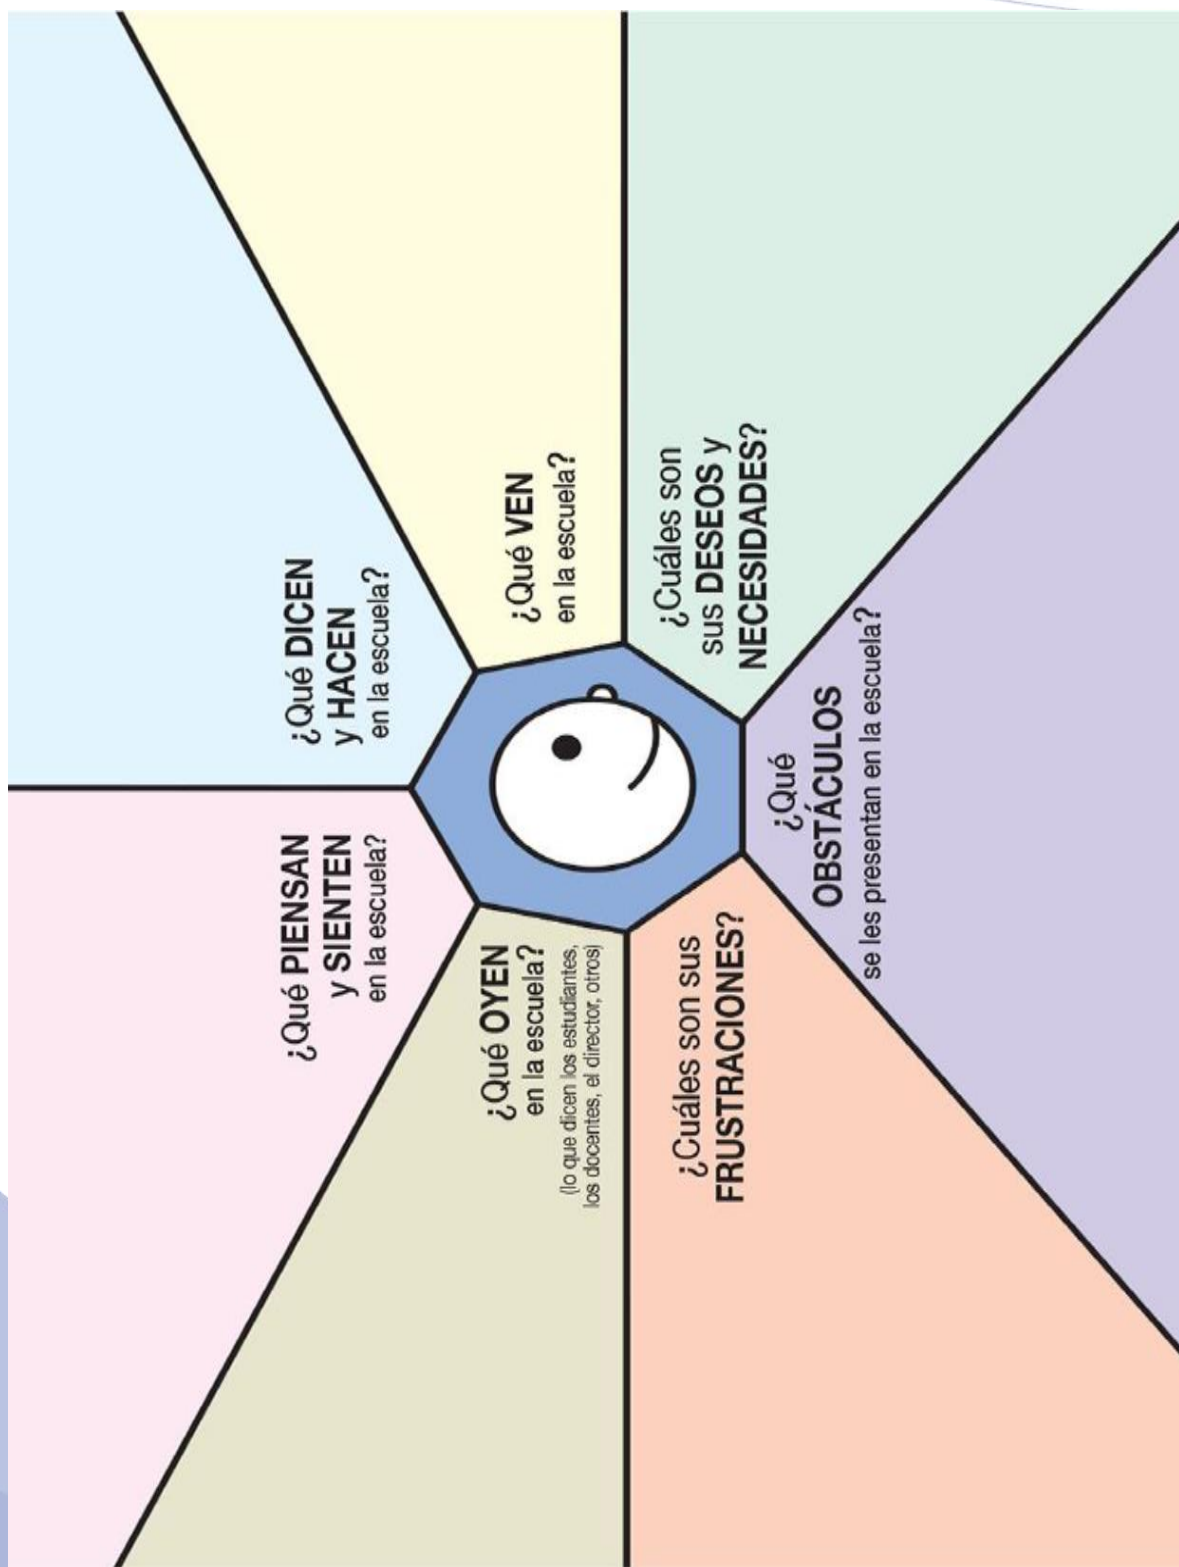 ¿Qué PIENSAN
y SIENTEN
en la escuela?
¿Qué DICEN
y HACEN
en la escuela?
¿Qué OYEN
en la escuela?
(lo que dicen los estudiantes,
los docentes, el director, otros)
¿Qué VEN
en la escuela?
¿Cuáles son sus
FRUSTRACIONES?
¿Cuáles son
sus DESEOS y
NECESIDADES?
¿Qué
OBSTÁCULOS
se les presentan en la escuela?